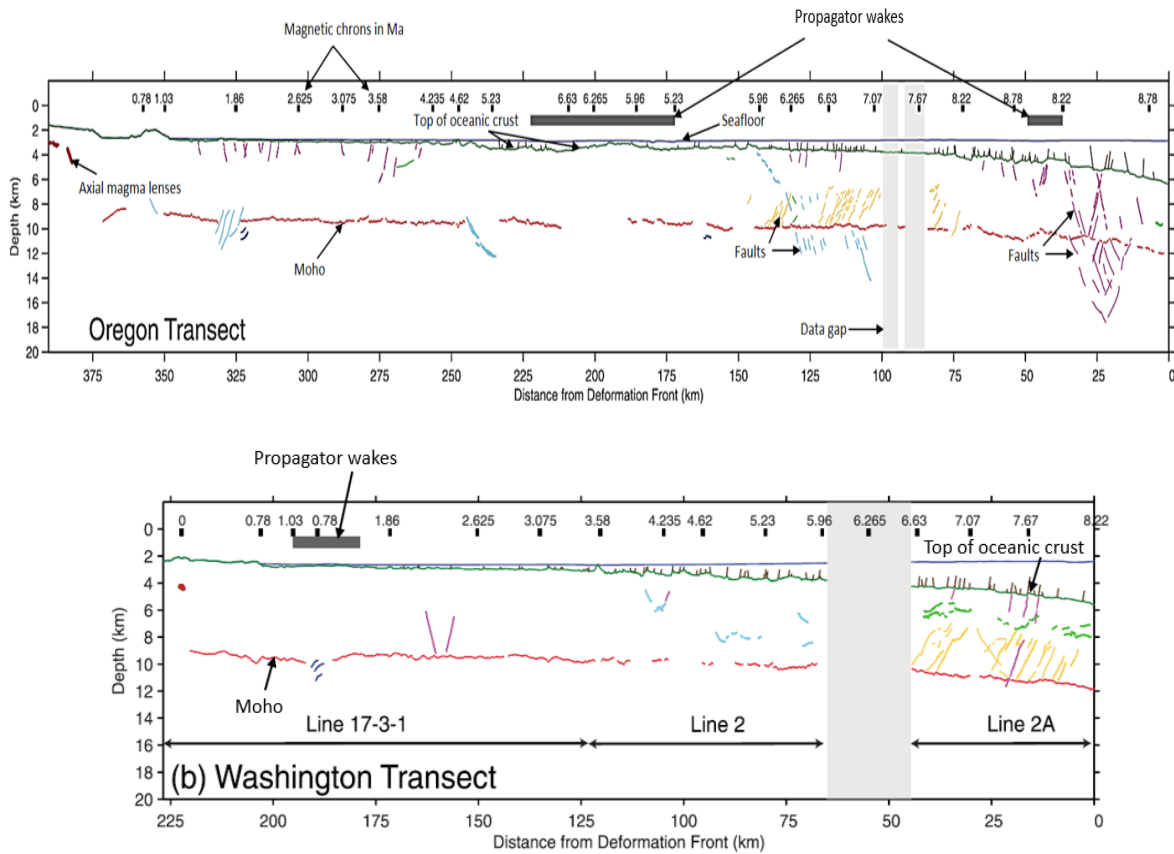 Propagator wakes
Magnetic chrons in Ma
0.78 1.03 1.86 2.625 3.075 3.58 4.235 4.62 5.23 6.63 6.265 5.96 5.23 5.96 6.265 6.63 7.07 7.67 8.22 8.78 8.22 8.78
0
2
4
6
8
10
12
14
16
18
20
Depth (km)
Top of oceanic crust
Seafloor
Axial magma lenses
Moho
Faults
Faults
Faults
Data gap
Oregon Transect
375 350 325 300 275 250 225 200 175 150 125 100 75 50 25 0
Distance from Deformation Front (km)
Propagator wakes
0 0.78 1.03 0.78 1.86 2.625 3.075 3.58 4.235 4.62 5.23 5.96 6.265 6.63 7.07 7.67 8.22
Top of oceanic crust
0
2
4
6
8
10
12
14
16
18
20
Depth (km)
Moho
Line 17-3-1 Line 2 Line 2A
(b) Washington Transect
225 200 175 150 125 100 75 50 25 0
Distance from Deformation Front (km)